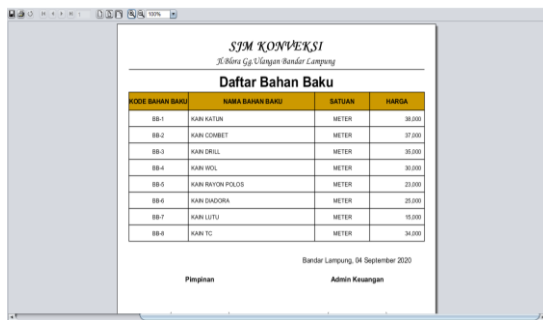 100%
SJM KONVEKSI
Jl.Blora Gg.Ulangan Bandar Lampung
Daftar Bahan Baku
KODE BAHAN BAKU NAMA BAHAN BAKU SATUAN HARGA
BB-1 KAIN KATUN METER 38,000
BB-2 KAIN COMBET METER 37,000
BB-3 KAIN DRILL METER 35,000
BB-4 KAIN WOL METER 30,000
BB-5 KAIN RAYON POLOS METER 23,000
BB-6 KAIN DIADORA METER 25,000
BB-7 KAIN LUTU METER 15,000
BB-8 KAIN TC METER 34,000
Bandar Lampung, 04 September 2020
Pimpinan Admin Keuangan